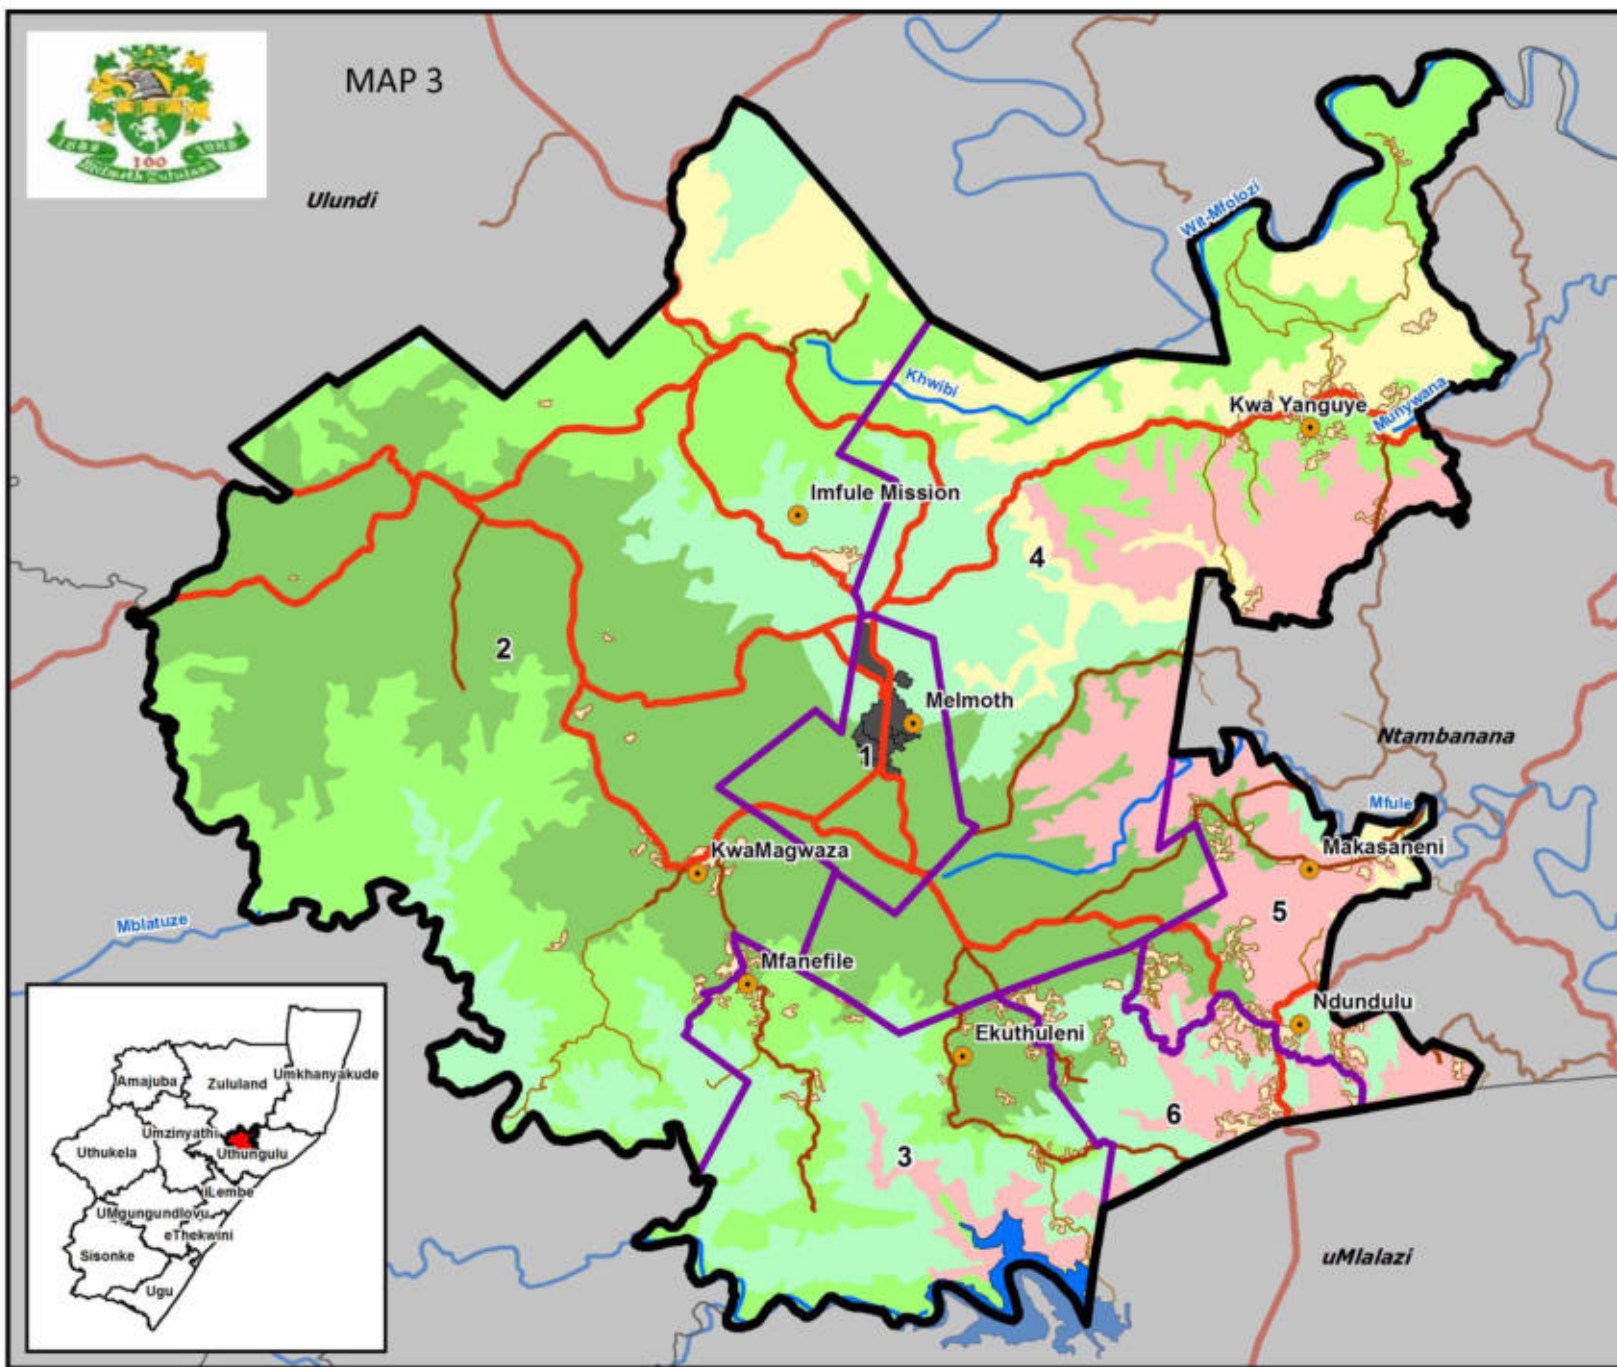 MAP 3
100
Ulundi
Wit-Mfolozi
Khwibi
Kwa Yanguye
Munywana
Imfule Mission
4
2
Melmoth
1
Ntambanana
Mfule
Makasaneni
KwaMagwaza
5
Mblatuze
Mfanefile
Ndundulu
Ekuthuleni
6
3
uMlalazi
Amajuba
Zululand
Umkhanyakude
Umzinyathi
Uthukela
Uthungulu
iLembe
UMgungundlovu
eThekwini
Sisonke
Ugu